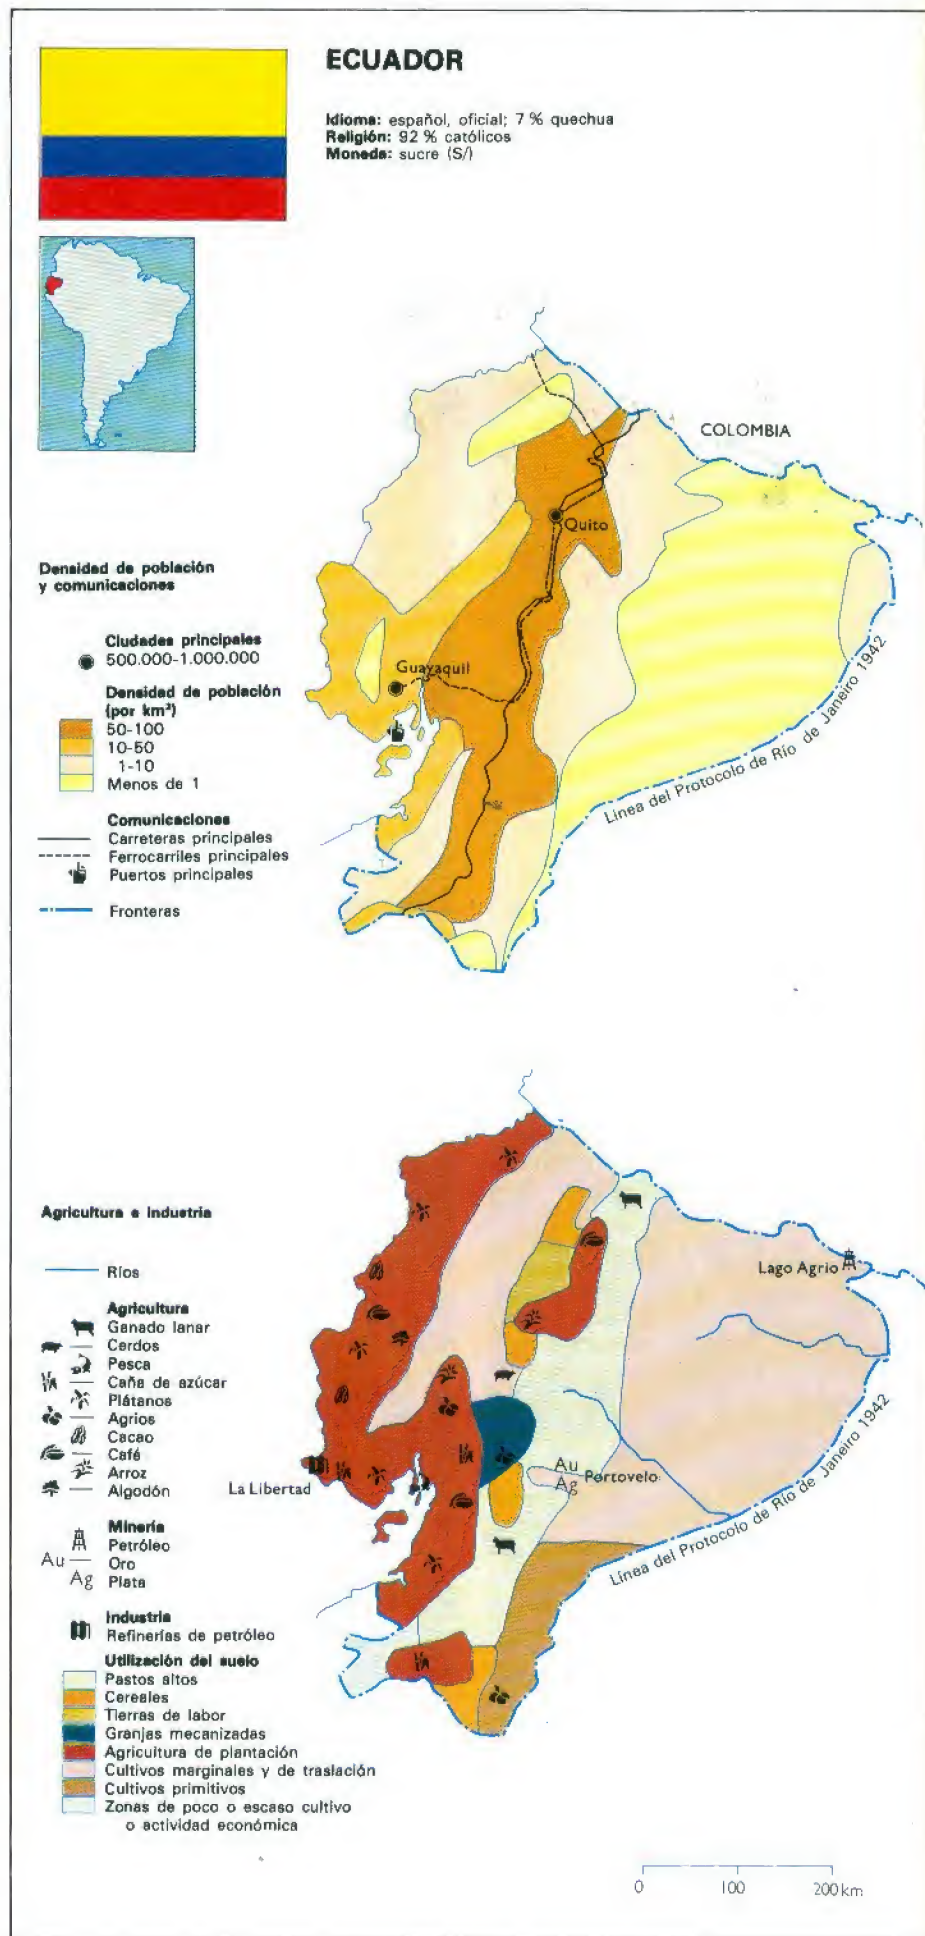 ECUADOR
Idioma: español, oficial; 7 % quechua
Religión: 92 % católicos
Moneda: sucre (S/)
COLOMBIA
Quito
Guayaquil
Línea del Protocolo de Río de Janeiro 1942
Densidad de población
y comunicaciones
Ciudades principales
500.000-1.000.000
Densidad de población
(por km²)
50-100
10-50
1-10
Menos de 1
Comunicaciones
Carreteras principales
Ferrocarriles principales
Puertos principales
Fronteras
Agricultura e industria
Ríos
Agricultura
Ganado lanar
Cerdos
Pesca
Caña de azúcar
Plátanos
Agrios
Cacao
Café
Arroz
Algodón
Minería
Petróleo
Au Oro
Ag Plata
Industria
Refinerías de petróleo
Utilización del suelo
Pastos altos
Cereales
Tierras de labor
Granjas mecanizadas
Agricultura de plantación
Cultivos marginales y de traslación
Cultivos primitivos
Zonas de poco o escaso cultivo
o actividad económica
Lago Agrio
La Libertad
Au
Ag
Portovelo
Línea del Protocolo de Río de Janeiro 1942
0 100 200 km